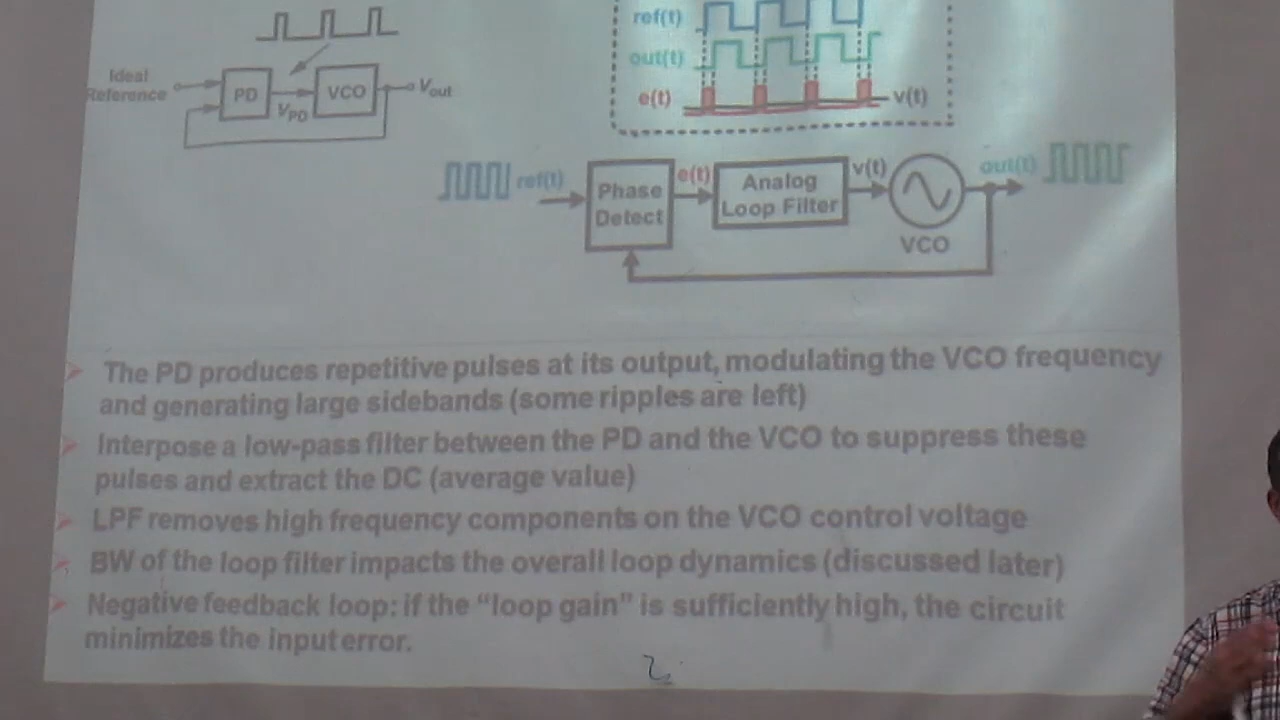 ref(t)
out(t)
e(t)
v(t)
Ideal
Reference
PD
VPD
VCO
Vout
ref(t)
Phase
Detect
e(t)
Analog
Loop Filter
v(t)
VCO
out(t)
The PD produces repetitive pulses at its output, modulating the VCO frequency
and generating large sidebands (some ripples are left)
Interpose a low-pass filter between the PD and the VCO to suppress these
pulses and extract the DC (average value)
LPF removes high frequency components on the VCO control voltage
BW of the loop filter impacts the overall loop dynamics (discussed later)
Negative feedback loop: if the “loop gain” is sufficiently high, the circuit
minimizes the input error.